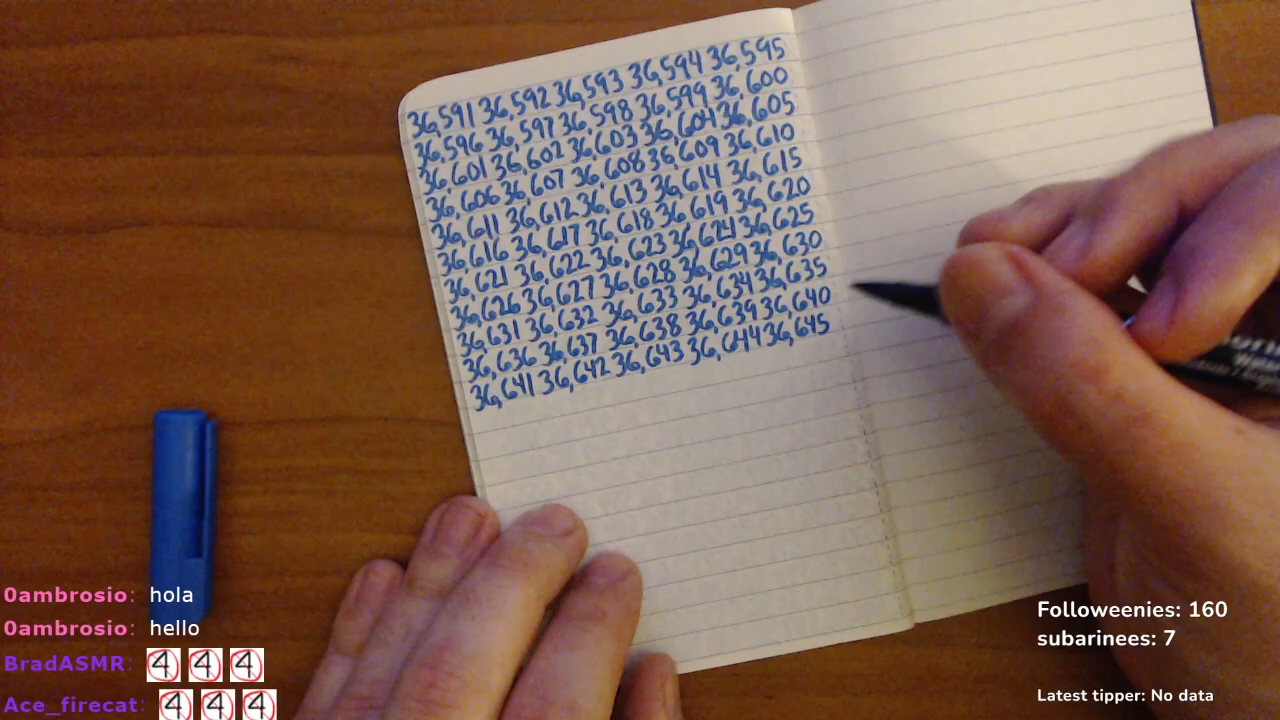 36,591 36,592 36,593 36,594 36,595
36,596 36,597 36,598 36,599 36,600
36,601 36,602 36,603 36,604 36,605
36,606 36,607 36,608 36,609 36,610
36,611 36,612 36,613 36,614 36,615
36,616 36,617 36,618 36,619 36,620
36,621 36,622 36,623 36,624 36,625
36,626 36,627 36,628 36,629 36,630
36,631 36,632 36,633 36,634 36,635
36,636 36,637 36,638 36,639 36,640
36,641 36,642 36,643 36,644 36,645
0ambrosio: hola
0ambrosio: hello
BradASMR: 4 4 4
Ace_firecat: 4 4 4
Followeenies: 160
subarinees: 7
Latest tipper: No data